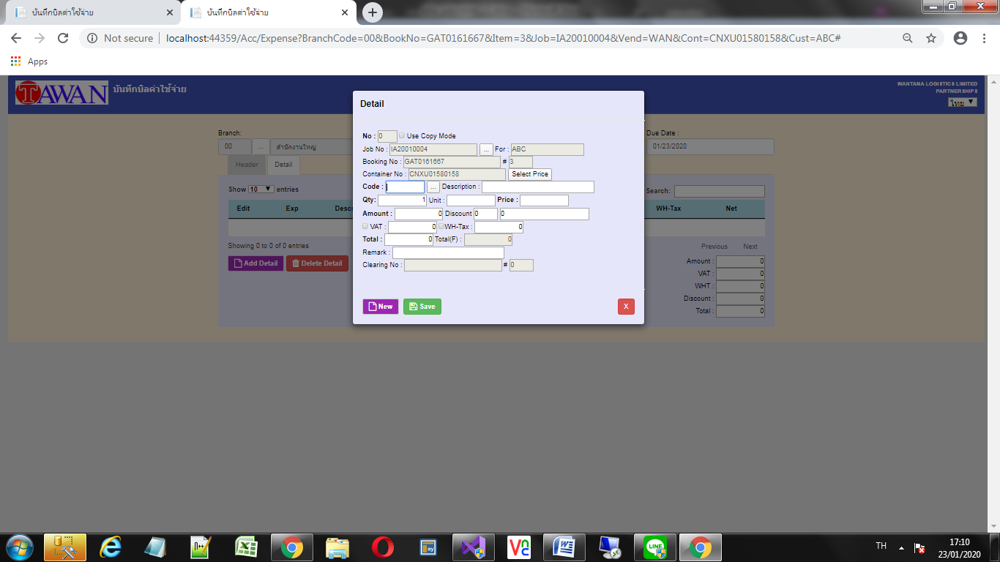 บันทึกบิลค่าใช้จ่าย
บันทึกบิลค่าใช้จ่าย
Not secure localhost:44359/Acc/Expense?BranchCode=00&BookNo=GAT0161667&Item=3&Job=IA20010004&Vend=WAN&Cont=CNXU01580158&Cust=ABC#
Apps
TAWAN บันทึกบิลค่าใช้จ่าย
WANTANA LOGISTICS LIMITED
PARTNERSHIPS
ไทย
Branch:
00 ... สำนักงานใหญ่
Due Date :
01/23/2020
Header Detail
Show 10 entries
Search:
Edit Exp Descr WH-Tax Net
Showing 0 to 0 of 0 entries
Previous Next
Add Detail Delete Detail
Amount : 0
VAT : 0
WHT : 0
Discount : 0
Total : 0
Detail
No : 0 Use Copy Mode
Job No : IA20010004 ... For : ABC
Booking No : GAT0161667 # 3
Container No : CNXU01580158 Select Price
Code : ... Description :
Qty: 1 Unit : Price :
Amount : 0 Discount 0 0
VAT : 0 WH-Tax : 0
Total : 0 Total(F) : 0
Remark :
Clearing No : # 0
New Save X
TH
17:10
23/01/2020